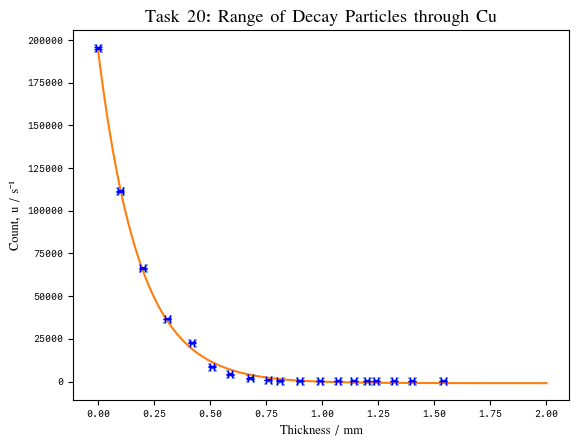 Task 20: Range of Decay Particles through Cu
200000
175000
150000
125000
100000
75000
50000
25000
0
Count, u / s⁻¹
0.00 0.25 0.50 0.75 1.00 1.25 1.50 1.75 2.00
Thickness / mm